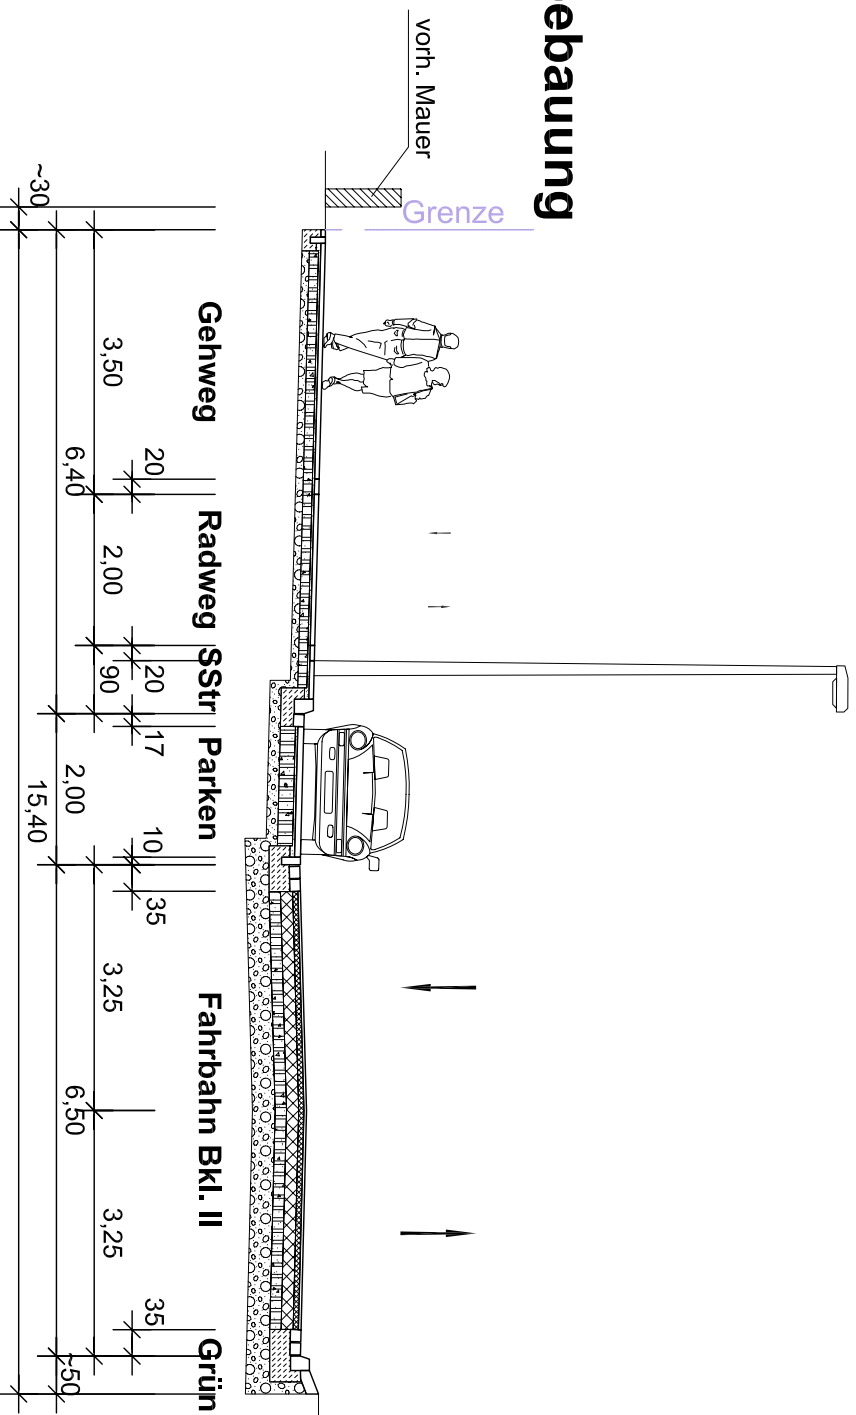 ebauung
vorh. Mauer
Grenze
Gehweg
Radweg
SStr
Parken
Fahrbahn Bkl. II
Grün
20
20
17
10
35
35
3,50
2,00
90
3,25
3,25
6,40
2,00
6,50
~50
~30
15,40